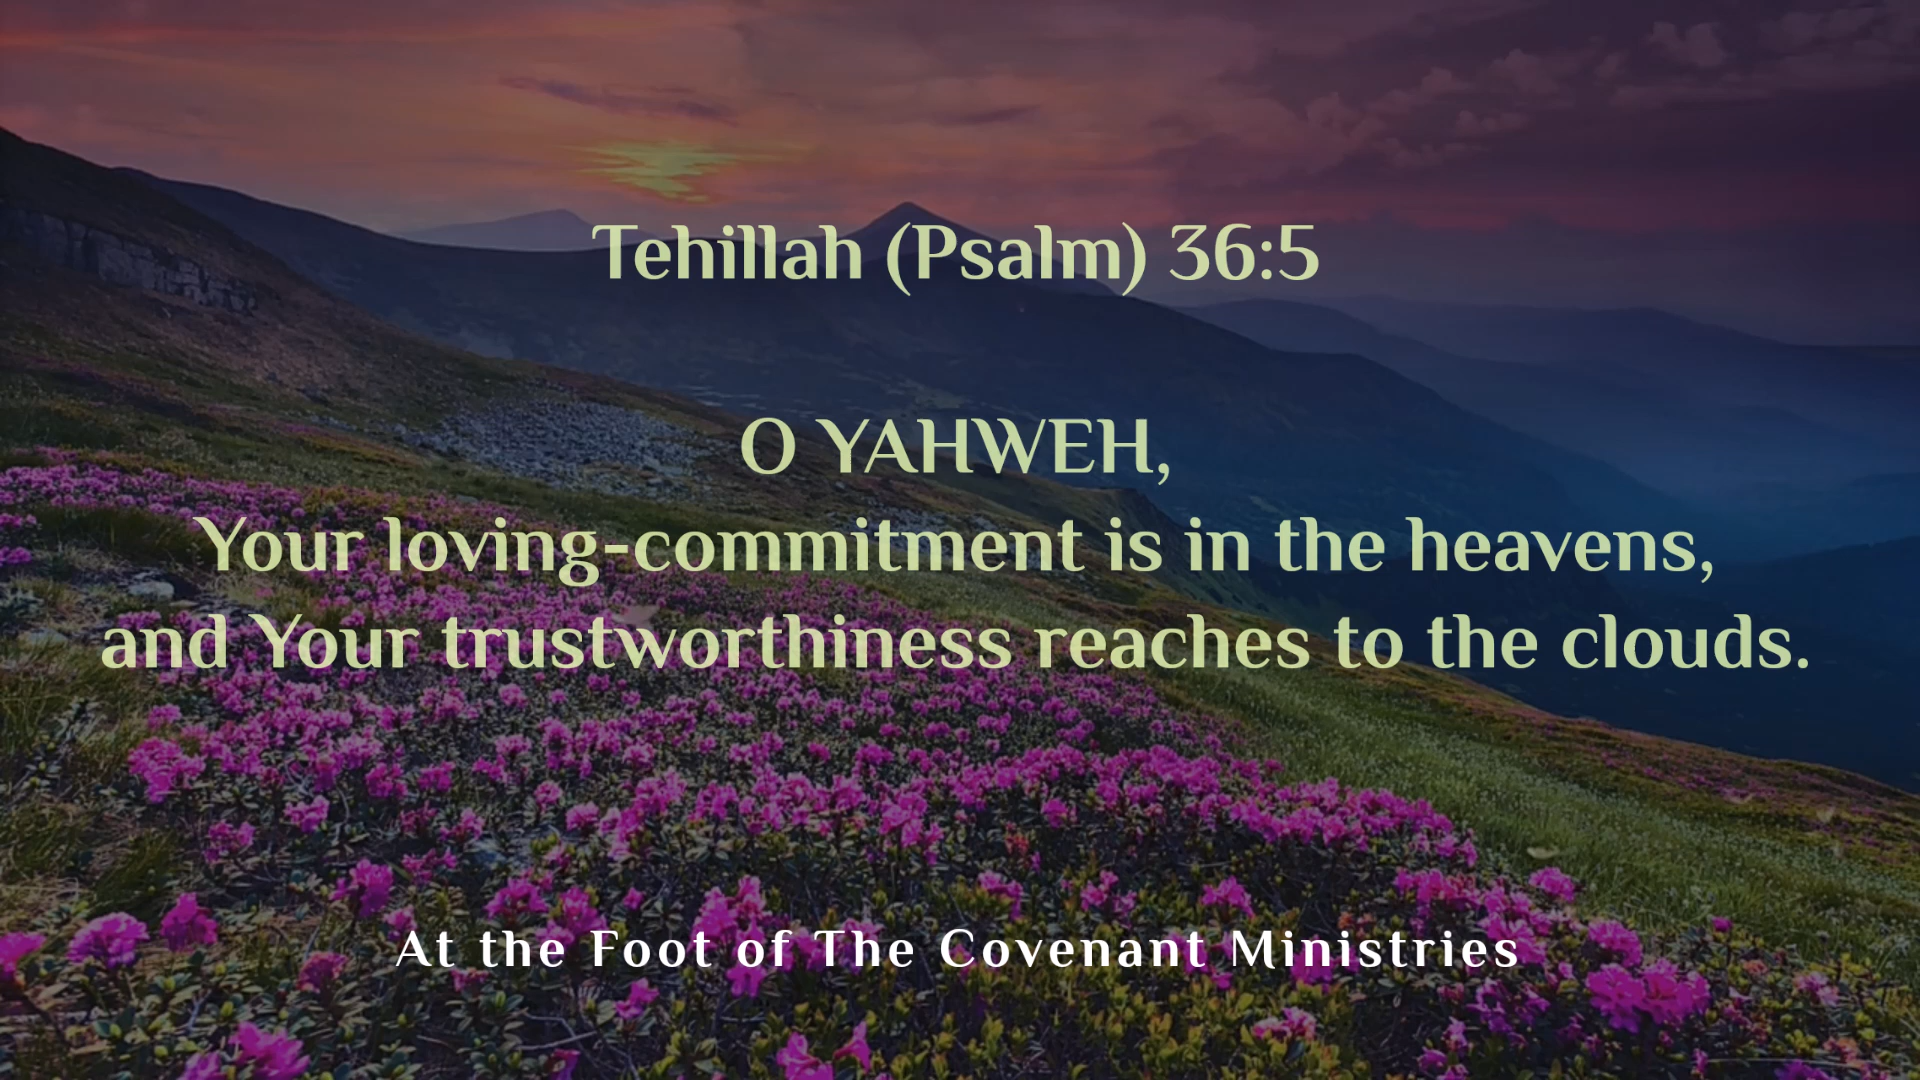 Tehillah (Psalm) 36:5
O YAHWEH,
Your loving-commitment is in the heavens,
and Your trustworthiness reaches to the clouds.
At the Foot of The Covenant Ministries